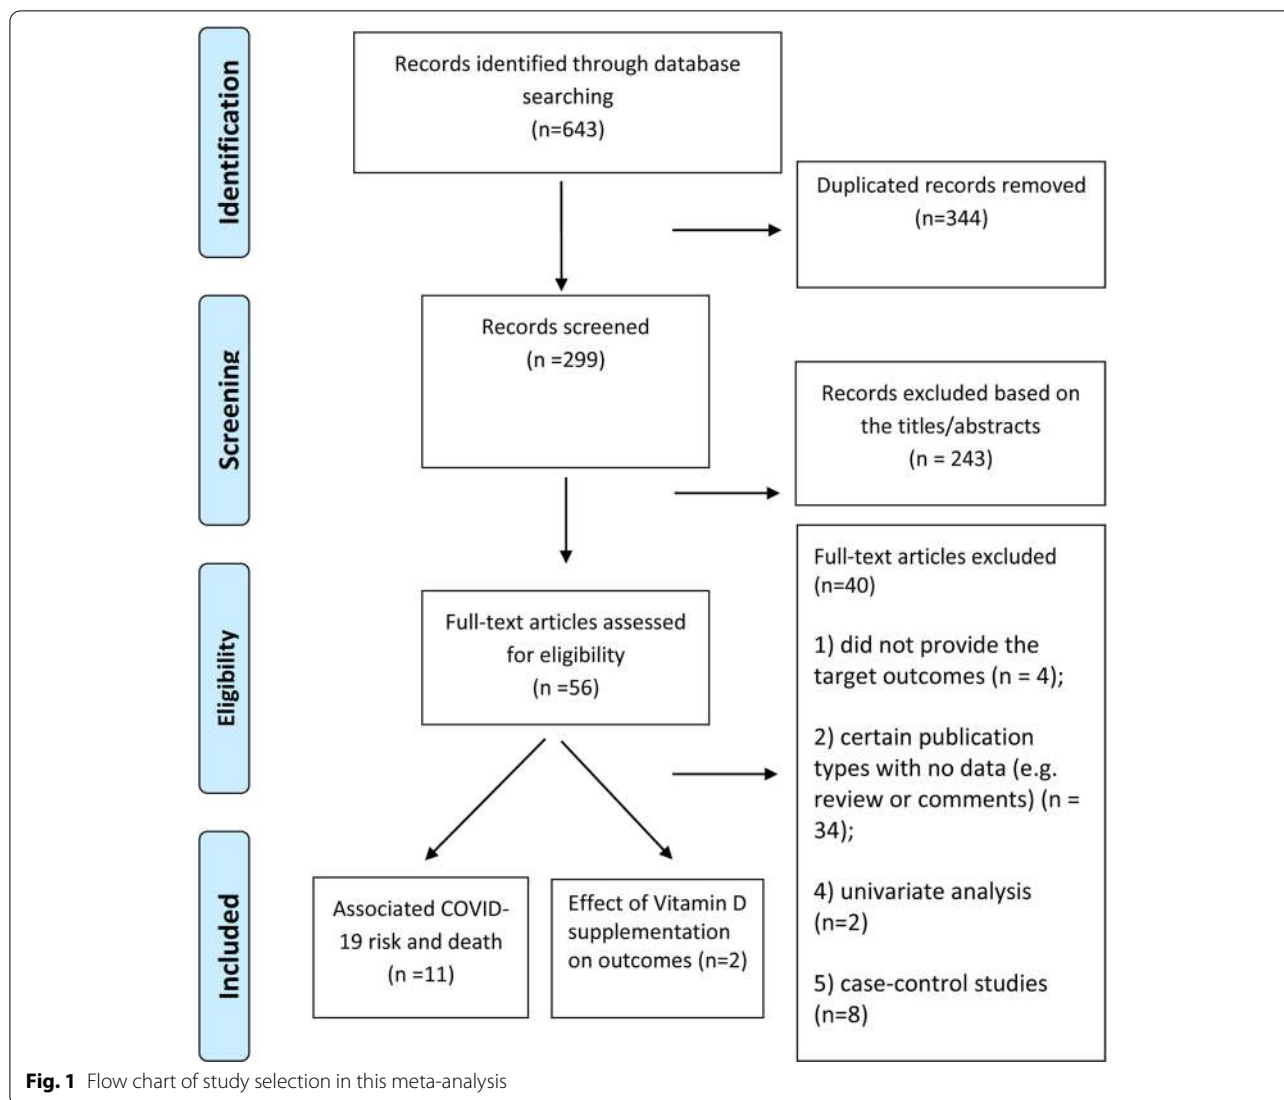 Identification
Records identified through database
searching
(n=643)
Duplicated records removed
(n=344)
Screening
Records screened
(n =299)
Records excluded based on
the titles/abstracts
(n = 243)
Eligibility
Full-text articles assessed
for eligibility
(n =56)
Full-text articles excluded
(n=40)
1) did not provide the
target outcomes (n = 4);
2) certain publication
types with no data (e.g.
review or comments) (n =
34);
4) univariate analysis
(n=2)
5) case-control studies
(n=8)
Included
Associated COVID-
19 risk and death
(n =11)
Effect of Vitamin D
supplementation
on outcomes (n=2)
Fig. 1 Flow chart of study selection in this meta-analysis